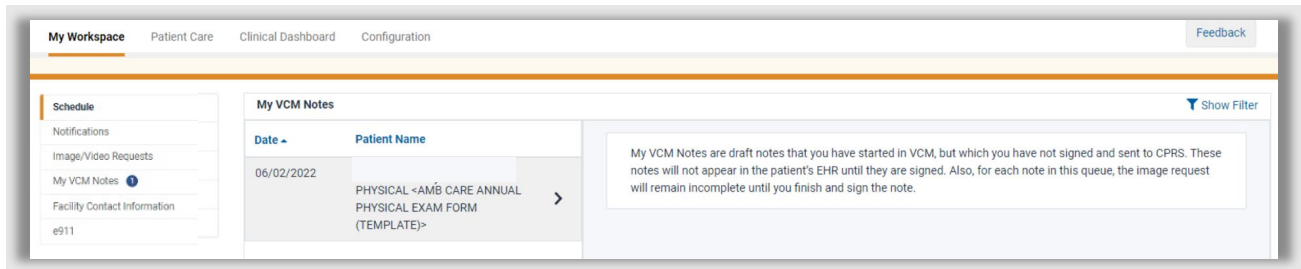 My Workspace Patient Care Clinical Dashboard Configuration Feedback
Schedule
Notifications
Image/Video Requests
My VCM Notes 1
Facility Contact Information
e911
My VCM Notes Show Filter
Date Patient Name
06/02/2022
PHYSICAL <AMB CARE ANNUAL
PHYSICAL EXAM FORM
(TEMPLATE)>
My VCM Notes are draft notes that you have started in VCM, but which you have not signed and sent to CPRS. These
notes will not appear in the patient's EHR until they are signed. Also, for each note in this queue, the image request
will remain incomplete until you finish and sign the note.